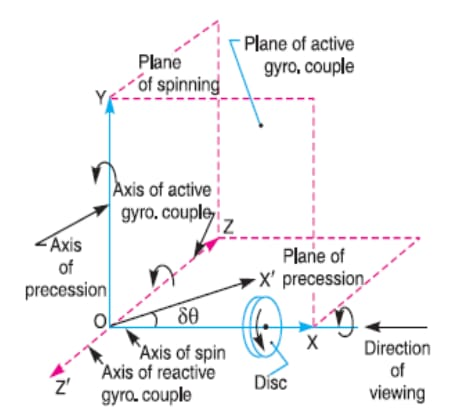 Plane of active
gyro. couple
Plane
of spinning
Y
Axis of active
gyro. couple
Z
Axis
of
precession
Plane of
precession
X'
δθ
O
X
Axis of spin
Axis of reactive
gyro. couple
Z'
Disc
Direction
of
viewing